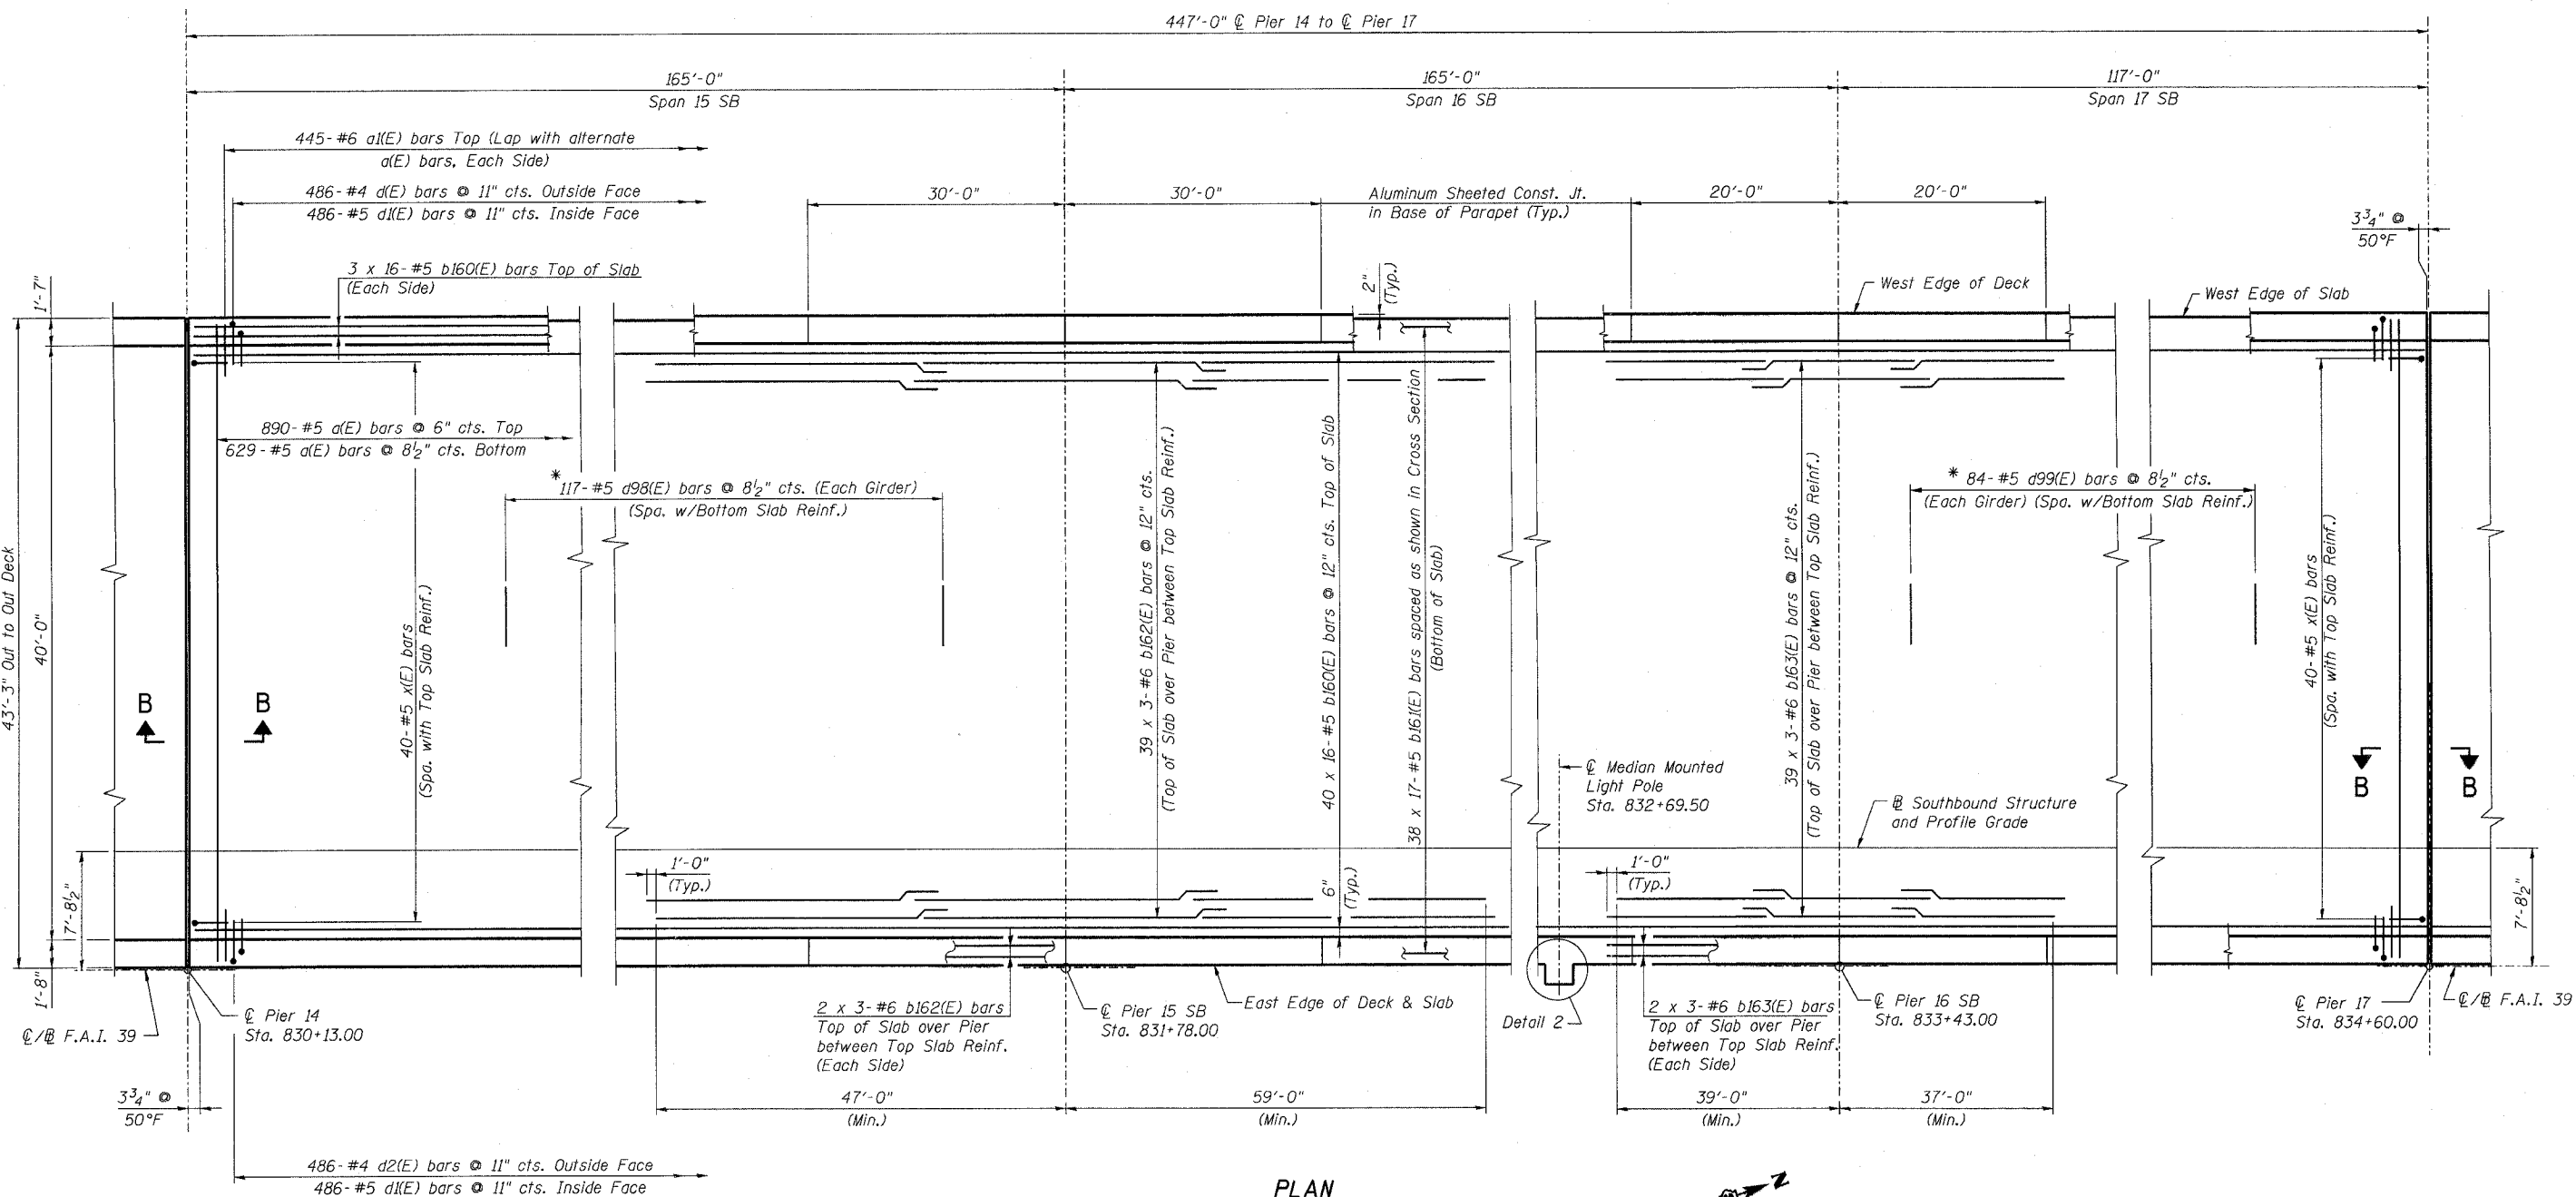 447'-0" ℄ Pier 14 to ℄ Pier 17
165'-0"
Span 15 SB
165'-0"
Span 16 SB
117'-0"
Span 17 SB
445-#6 a1(E) bars Top (Lap with alternate
a(E) bars, Each Side)
486-#4 d(E) bars @ 11" cts. Outside Face
486-#5 d1(E) bars @ 11" cts. Inside Face
30'-0"
30'-0"
Aluminum Sheeted Const. Jt.
in Base of Parapet (Typ.)
20'-0"
20'-0"
3¾" @
50°F
3 x 16-#5 b160(E) bars Top of Slab
(Each Side)
2"
(Typ.)
West Edge of Deck
West Edge of Slab
1'-7"
43'-3" Out to Out Deck
40'-0"
1'-8"
7'-8½"
890-#5 a(E) bars @ 6" cts. Top
629-#5 a(E) bars @ 8½" cts. Bottom
*117-#5 d98(E) bars @ 8½" cts. (Each Girder)
(Spa. w/Bottom Slab Reinf.)
* 84-#5 d99(E) bars @ 8½" cts.
(Each Girder) (Spa. w/Bottom Slab Reinf.)
40-#5 x(E) bars
(Spa. with Top Slab Reinf.)
39 x 3-#6 b162(E) bars @ 12" cts.
(Top of Slab over Pier between Top Slab Reinf.)
40 x 16-#5 b160(E) bars @ 12" cts. Top of Slab
38 x 17-#5 b161(E) bars spaced as shown in Cross Section
(Bottom of Slab)
39 x 3-#6 b163(E) bars @ 12" cts.
(Top of Slab over Pier between Top Slab Reinf.)
40-#5 x(E) bars
(Spa. with Top Slab Reinf.)
B
B
B
B
℄ Median Mounted
Light Pole
Sta. 832+69.50
℄ Southbound Structure
and Profile Grade
1'-0"
(Typ.)
6"
(Typ.)
1'-0"
(Typ.)
7'-8½"
℄/℄ F.A.I. 39
℄ Pier 14
Sta. 830+13.00
2 x 3-#6 b162(E) bars
Top of Slab over Pier
between Top Slab Reinf.
(Each Side)
℄ Pier 15 SB
Sta. 831+78.00
East Edge of Deck & Slab
Detail 2
2 x 3-#6 b163(E) bars
Top of Slab over Pier
between Top Slab Reinf.
(Each Side)
℄ Pier 16 SB
Sta. 833+43.00
℄ Pier 17
Sta. 834+60.00
℄/℄ F.A.I. 39
3¾" @
50°F
47'-0"
(Min.)
59'-0"
(Min.)
39'-0"
(Min.)
37'-0"
(Min.)
486-#4 d2(E) bars @ 11" cts. Outside Face
486-#5 d1(E) bars @ 11" cts. Inside Face
PLAN
N